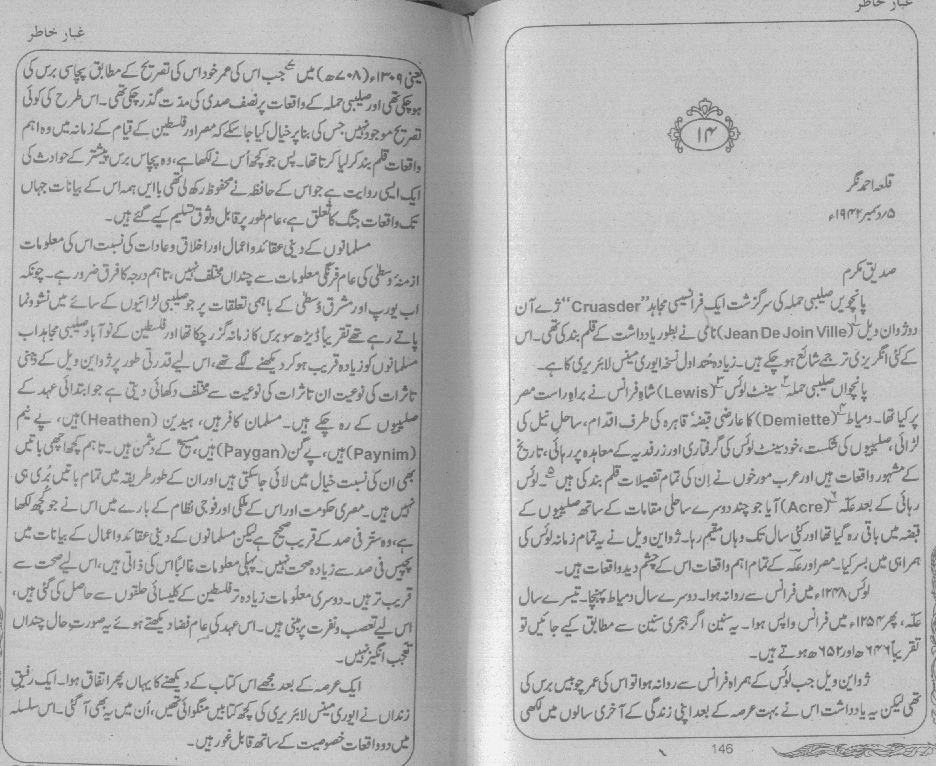 غبار خاطر
۱۴
قلعہ احمد نگر
۵؍دسمبر ۱۹۴۲ء
صدیق مکرم
پانچویں صلیبی حملہ کی سرگزشت ایک فرانسیسی مجاہد "Cruasder" ژے آن
دو ژوان ویل (Jean De Join Ville) نامی نے بطور یادداشت کے قلم بند کی تھی۔ اس
کے کئی انگریزی ترجمے شائع ہو چکے ہیں۔ زیادہ متداول نسخہ ایوری مینس لائبریری کا ہے۔
پانچواں صلیبی حملہ ۲ سینٹ لوئس ۳ (Lewis) شاہ فرانس نے براہ راست مصر
پر کیا تھا۔ دمیاط ۴ (Demiette) کا عارضی قبضہ، قاہرہ کی طرف اقدام، ساحل نیل کی
لڑائی، صلیبیوں کی شکست، خود سینٹ لوئس کی گرفتاری اور زرفدیہ کے معاہدہ پر رہائی، تاریخ
کے مشہور واقعات ہیں اور عرب مورخوں نے ان کی تمام تفصیلات قلم بند کی ہیں ۵۔ لوئس
رہائی کے بعد عکّہ ۶ (Acre) آیا جو چند دوسرے ساحلی مقامات کے ساتھ صلیبیوں کے
قبضہ میں باقی رہ گیا تھا اور کئی سال تک وہاں مقیم رہا۔ ژواین ویل نے یہ تمام زمانہ لوئس کی
ہمراہی میں بسر کیا۔ مصر اور عکّہ کے تمام اہم واقعات اس کے چشم دید واقعات ہیں۔
لوئس ۱۲۴۸ء میں فرانس سے روانہ ہوا۔ دوسرے سال دمیاط پہنچا۔ تیسرے سال
عکّہ، پھر ۱۲۵۴ء میں فرانس واپس ہوا۔ یہ سنین اگر ہجری سنین سے مطابق کیے جائیں تو
تقریباً ۶۴۶ھ اور ۶۵۲ھ ہوتے ہیں۔
ژواین ویل جب لوئس کے ہمراہ فرانس سے روانہ ہوا تو اس کی عمر چوبیس برس کی
تھی لیکن یہ یادداشت اس نے بہت عرصہ کے بعد اپنی زندگی کے آخری سالوں میں لکھی
146
غبار خاطر
یعنی ۱۳۰۹ء (۷۰۸ھ) میں ۷ جب اس کی عمر خود اس کی تصریح کے مطابق پچاسی برس کی
ہو چکی تھی اور صلیبی حملہ کے واقعات پر نصف صدی کی مدت گذر چکی تھی۔ اس طرح کی کوئی
تصریح موجود نہیں، جس کی بنا پر خیال کیا جا سکے کہ مصر اور فلسطین کے قیام کے زمانہ میں وہ اہم
واقعات قلم بند کر لیا کرتا تھا۔ پس جو کچھ اُس نے لکھا ہے، وہ پچاس برس پیشتر کے حوادث کی
ایک ایسی روایت ہے جو اس کے حافظہ نے محفوظ رکھ لی تھی بااین ہمہ اس کے بیانات جہاں
تک واقعات جنگ کا تعلق ہے، عام طور پر قابل وثوق تسلیم کیے گئے ہیں۔
مسلمانوں کے دینی عقائد و اعمال اور اخلاق و عادات کی نسبت اس کی معلومات
ازمنۂ وسطیٰ کی عام فرنگی معلومات سے چنداں مختلف نہیں، تاہم درجہ کا فرق ضرور ہے۔ چونکہ
اب یورپ اور مشرق وسطیٰ کے باہمی تعلقات پر جو صلیبی لڑائیوں کے سائے میں نشوونما
پاتے رہے تھے تقریباً ڈیڑھ سو برس کا زمانہ گزر چکا تھا اور فلسطین کے نو آباد صلیبی مجاہد اب
مسلمانوں کو زیادہ قریب ہو کر دیکھنے لگے تھے، اس لیے قدرتی طور پر ژواین ویل کے ذہنی
تاثرات کی نوعیت ان تاثرات کی نوعیت سے مختلف دکھائی دیتی ہے جو ابتدائی عہد کے
صلیبیوں کے رہ چکے ہیں۔ مسلمان کافر ہیں، ہیدین (Heathen) ہیں، پے نیم
(Paynim) ہیں، پے گن (Paygan) ہیں، مسیح کے دشمن ہیں۔ تاہم کچھ اچھی باتیں
بھی ان کی نسبت خیال میں لائی جا سکتی ہیں اور ان کے طور طریقہ میں تمام باتیں بُری ہی
نہیں ہیں۔ مصری حکومت اور اس کے ملکی اور فوجی نظام کے بارے میں اس نے جو کچھ لکھا
ہے، وہ ستر فی صد کے قریب صحیح ہے لیکن مسلمانوں کے دینی عقائد و اعمال کے بیانات میں
پچیس فی صد سے زیادہ صحت نہیں۔ پہلی معلومات غالباً اس کی ذاتی ہیں، اس لیے صحت سے
قریب تر ہیں۔ دوسری معلومات زیادہ تر فلسطین کے کلیسائی حلقوں سے حاصل کی گئی ہیں،
اس لیے تعصب و نفرت پر مبنی ہیں۔ اس عہد کی عام فضا دیکھتے ہوئے یہ صورت حال چنداں
تعجب انگیز نہیں۔
ایک عرصہ کے بعد مجھے اس کتاب کے دیکھنے کا یہاں پھر اتفاق ہوا۔ ایک رفیق
زنداں نے ایوری مینس لائبریری کی کچھ کتابیں منگوائی تھیں، اُن میں یہ بھی آ گئی۔ اس سلسلہ
میں دو واقعات خصوصیت کے ساتھ قابل غور ہیں۔